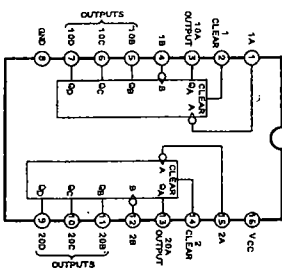 OUTPUTS
GND
1QD
1QC
1QB
1B
1QA
OUTPUT
1
CLEAR
1A
8
7
6
5
4
3
2
1
QD
QC
QB
B
QA
CLEAR
A
A
CLEAR
QD
QC
QB
B
QA
9
10
11
12
13
14
15
16
2QD
2QC
2QB
2B
2QA
OUTPUT
2
CLEAR
2A
VCC
OUTPUTS